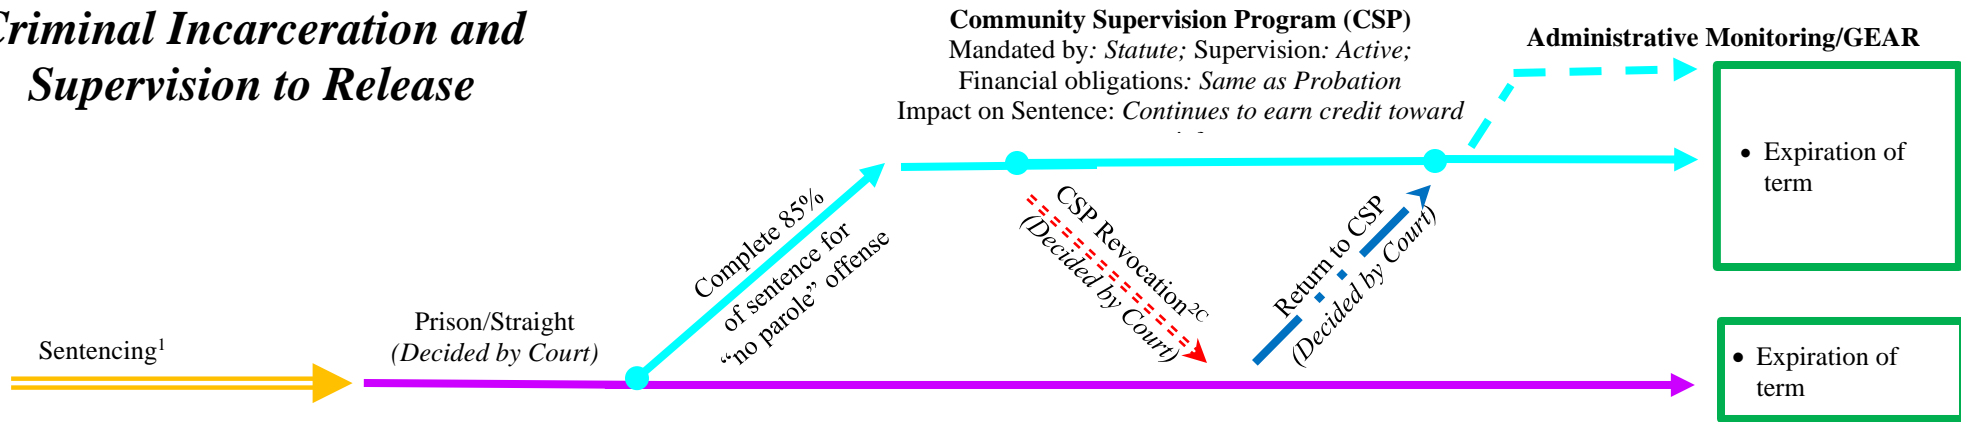 Criminal Incarceration and
Supervision to Release
Community Supervision Program (CSP)
Mandated by: Statute; Supervision: Active;
Financial obligations: Same as Probation
Impact on Sentence: Continues to earn credit toward
Administrative Monitoring/GEAR
• Expiration of
term
Complete 85%
of sentence for
“no parole” offense
CSP Revocation2C
(Decided by Court)
Return to CSP
(Decided by Court)
Sentencing1
Prison/Straight
(Decided by Court)
• Expiration of
term